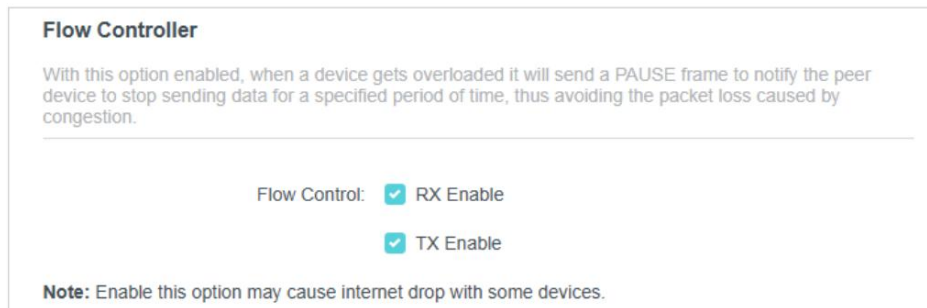 Flow Controller
With this option enabled, when a device gets overloaded it will send a PAUSE frame to notify the peer
device to stop sending data for a specified period of time, thus avoiding the packet loss caused by
congestion.
Flow Control: RX Enable
TX Enable
Note: Enable this option may cause internet drop with some devices.